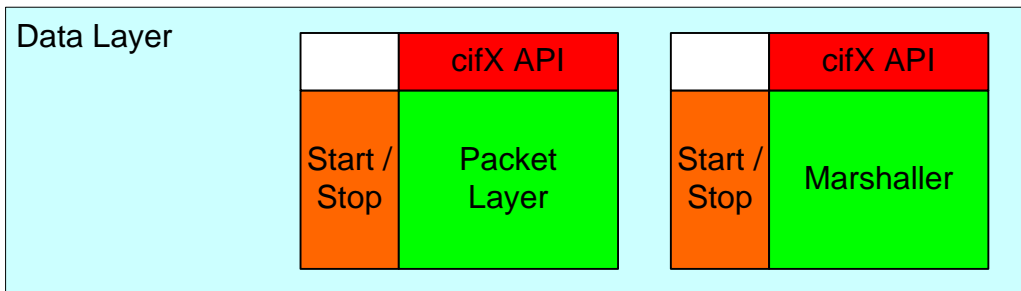 Data Layer
cifX API
Start /
Stop
Packet
Layer
cifX API
Start /
Stop
Marshaller